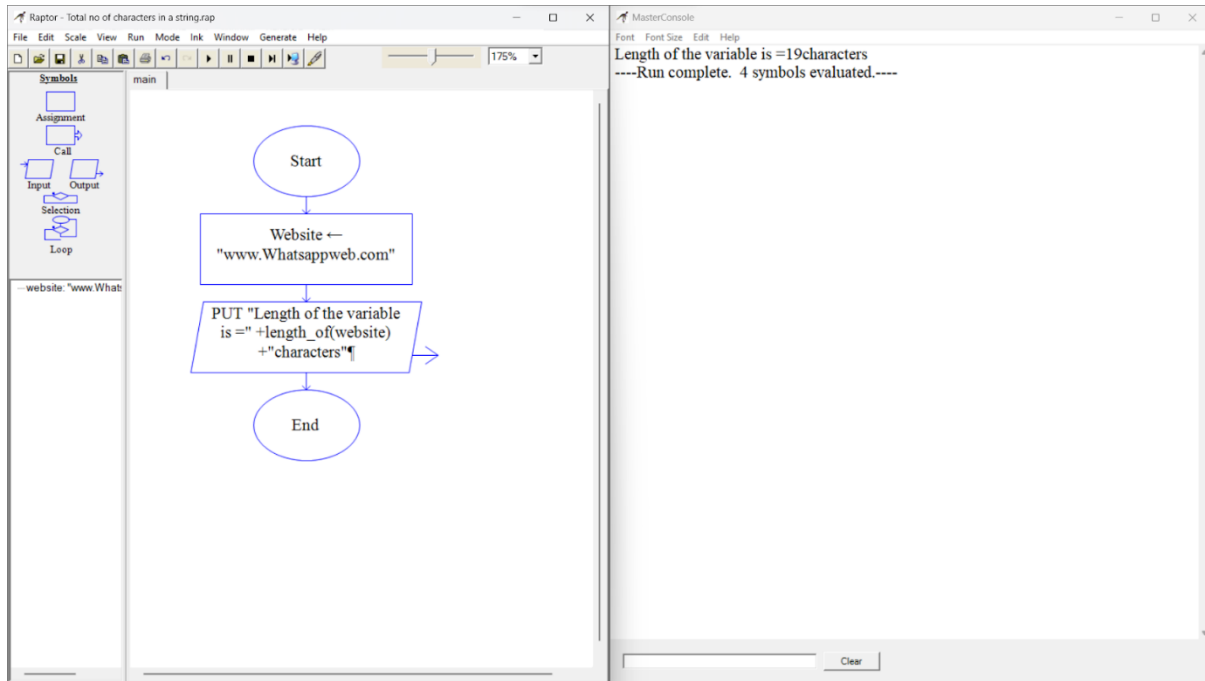 Raptor - Total no of characters in a string.rap
File Edit Scale View Run Mode Ink Window Generate Help
175%
Symbols
Assignment
Call
Input Output
Selection
Loop
website: "www.Whats
main
Start
Website ←
"www.Whatsappweb.com"
PUT "Length of the variable
is =" +length_of(website)
+"characters"¶
End
MasterConsole
Font Font Size Edit Help
Length of the variable is =19characters
----Run complete. 4 symbols evaluated.----
Clear